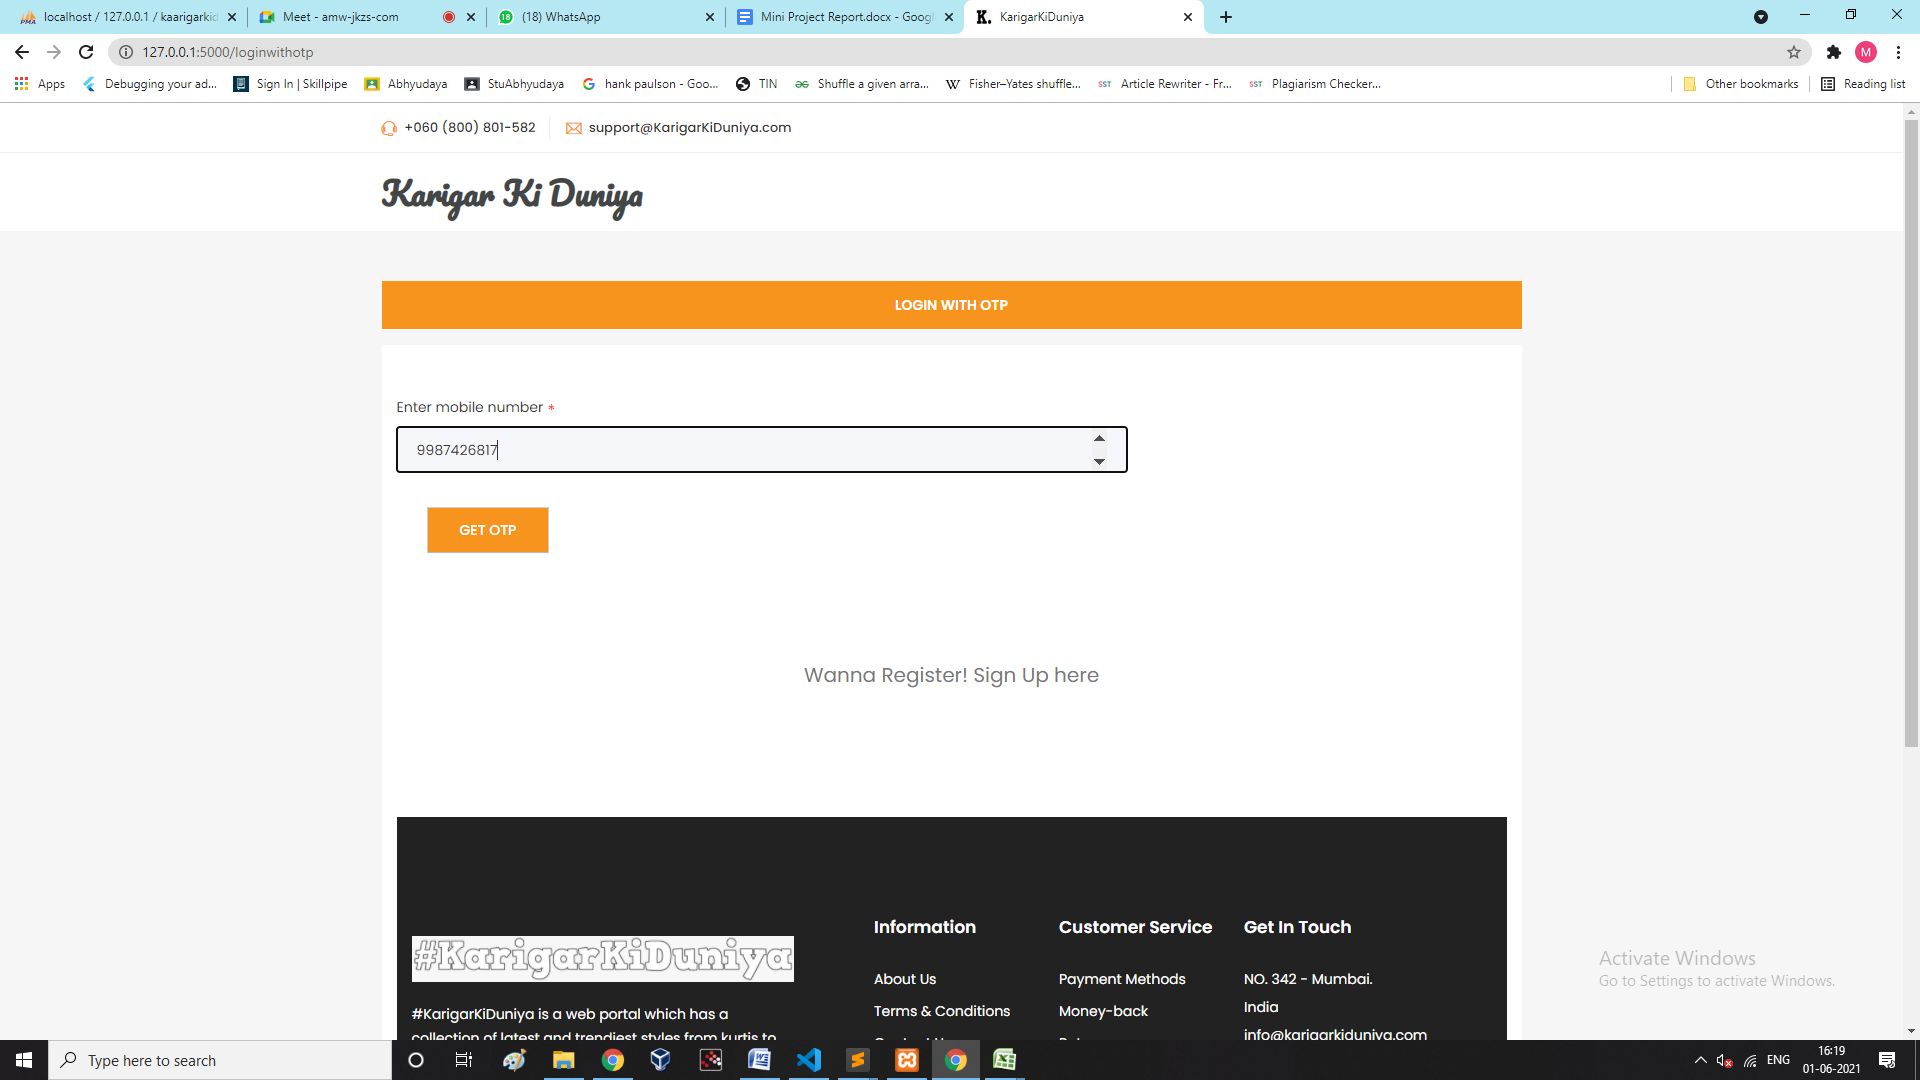 localhost / 127.0.0.1 / kaarigarkid
Meet - amw-jkzs-com
(18) WhatsApp
Mini Project Report.docx - Googl
K. KarigarKiDuniya
127.0.0.1:5000/loginwithotp
M
Apps
Debugging your ad...
Sign In | Skillpipe
Abhyudaya
StuAbhyudaya
hank paulson - Goo...
TIN
Shuffle a given arra...
Fisher–Yates shuffle...
SST Article Rewriter - Fr...
SST Plagiarism Checker...
Other bookmarks
Reading list
+060 (800) 801-582
support@KarigarKiDuniya.com
Karigar Ki Duniya
LOGIN WITH OTP
Enter mobile number *
9987426817
GET OTP
Wanna Register! Sign Up here
#KarigarKiDuniya
#KarigarKiDuniya is a web portal which has a
collection of latest and trendiest styles from kurtis to
Information
About Us
Terms & Conditions
Customer Service
Payment Methods
Money-back
Get In Touch
NO. 342 - Mumbai.
India
info@karigarkiduniya.com
Activate Windows
Go to Settings to activate Windows.
Type here to search
ENG
16:19
01-06-2021